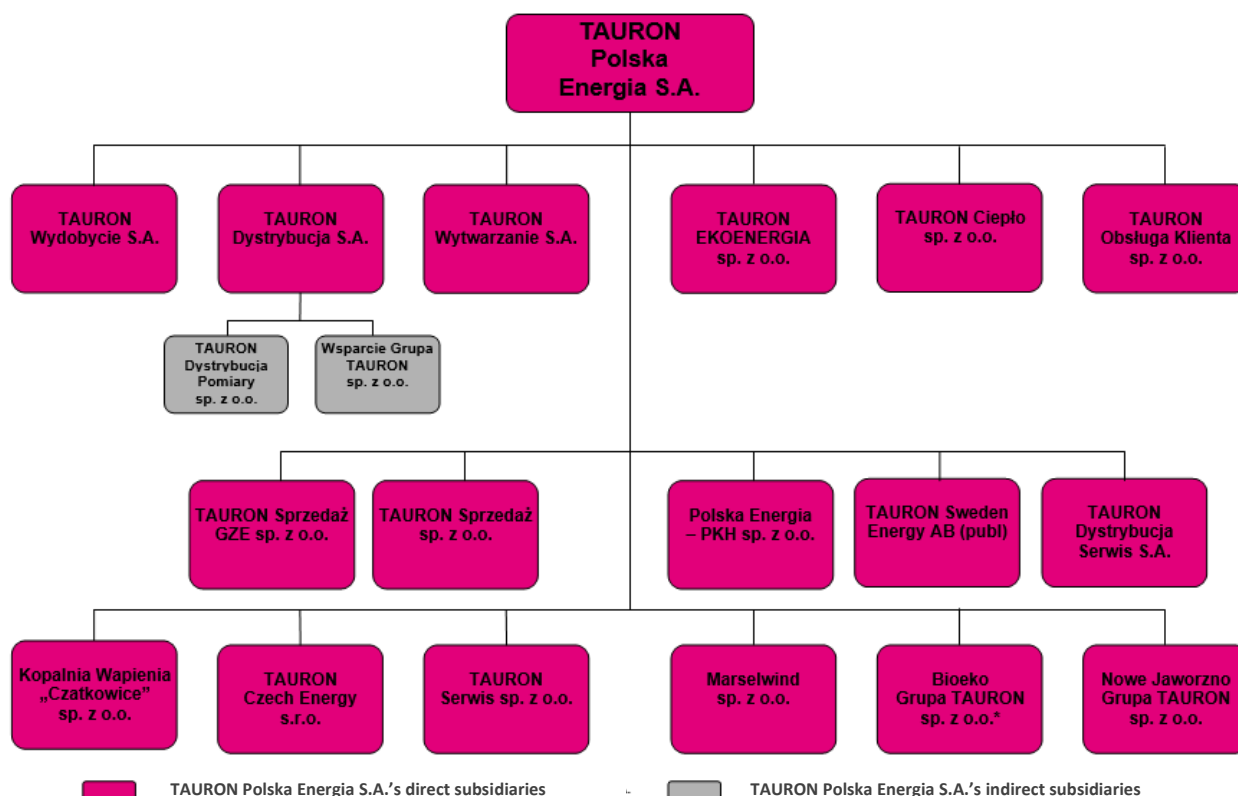 TAURON
Polska
Energia S.A.
TAURON
Wydobycie S.A.
TAURON
Dystrybucja S.A.
TAURON
Wytwarzanie S.A.
TAURON
EKOENERGIA
sp. z o.o.
TAURON Ciepło
sp. z o.o.
TAURON
Obsługa Klienta
sp. z o.o.
TAURON
Dystrybucja
Pomiary
sp. z o.o.
Wsparcie Grupa
TAURON
sp. z o.o.
TAURON Sprzedaż
GZE sp. z o.o.
TAURON Sprzedaż
sp. z o.o.
Polska Energia
– PKH sp. z o.o.
TAURON Sweden
Energy AB (publ)
TAURON
Dystrybucja
Serwis S.A.
Kopalnia Wapienia
„Czatkowice”
sp. z o.o.
TAURON
Czech Energy
s.r.o.
TAURON
Serwis sp. z o.o.
Marselwind
sp. z o.o.
Bioeko
Grupa TAURON
sp. z o.o.*
Nowe Jaworzno
Grupa TAURON
sp. z o.o.
TAURON Polska Energia S.A.'s direct subsidiaries
TAURON Polska Energia S.A.'s indirect subsidiaries